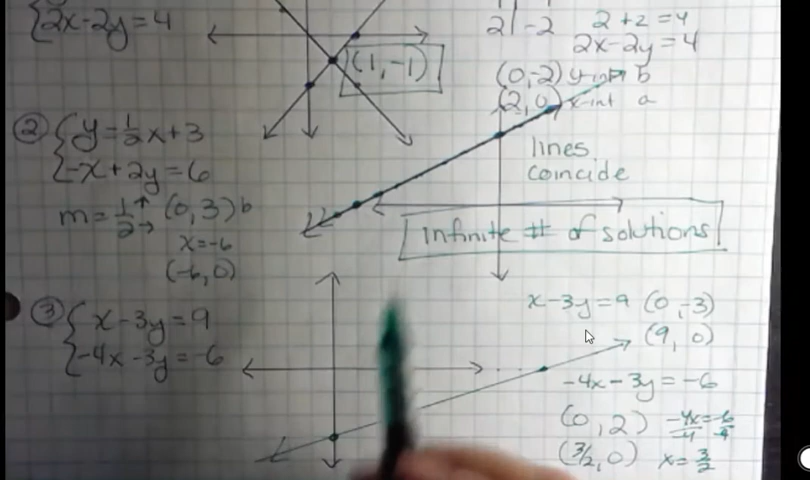 2x-2y=4
(1,-1)
2 | -2
2+2=4
2x-2y=4
(0,-2) y-int b
(2,0) x-int a
② y=½x+3
-x+2y=6
m=½ (0,3) b
x=-6
(-6,0)
lines
coincide
Infinite # of solutions
③ x-3y=9
-4x-3y=-6
x-3y=9 (0,-3)
(9,0)
-4x-3y=-6
(0,2) -4x/-4=-6/-4
(3/2,0) x=3/2